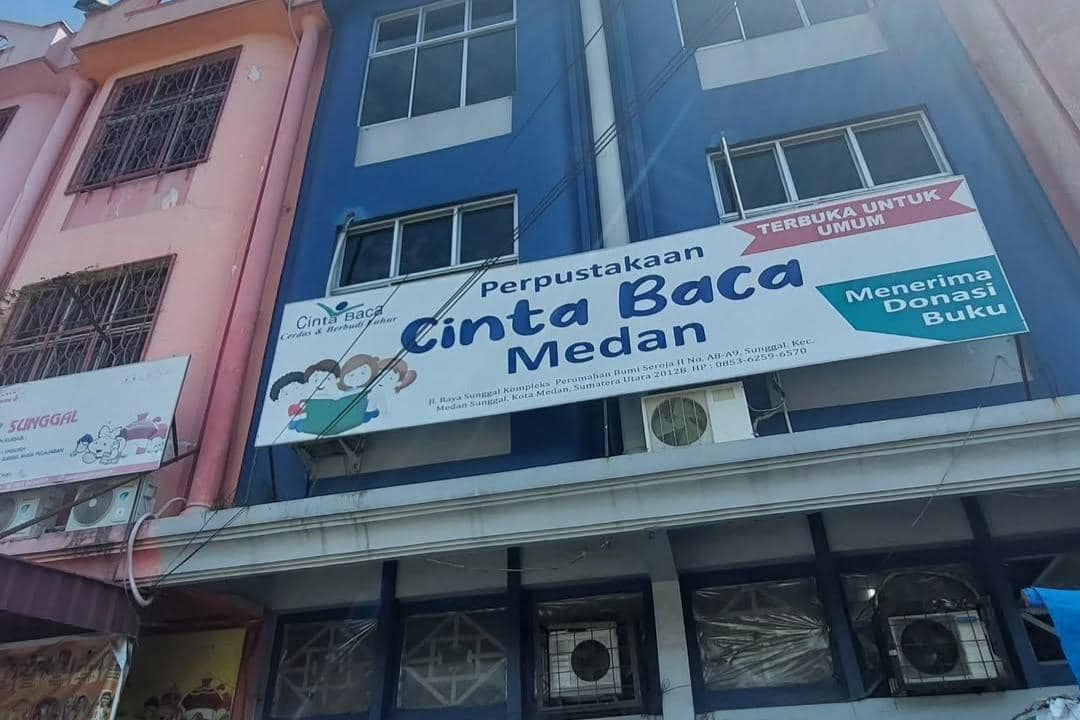 Cinta Baca
Cerdas & Berbudi Luhur
Perpustakaan
Cinta Baca
Medan
TERBUKA UNTUK
UMUM
Menerima
Donasi
Buku
Jl. Raya Sunggal Kompleks Perumahan Bumi Seroja II No. A8-A9, Sunggal, Kec.
Medan Sunggal, Kota Medan, Sumatera Utara 20128. HP : 0853-6259-6570
SUNGGAL